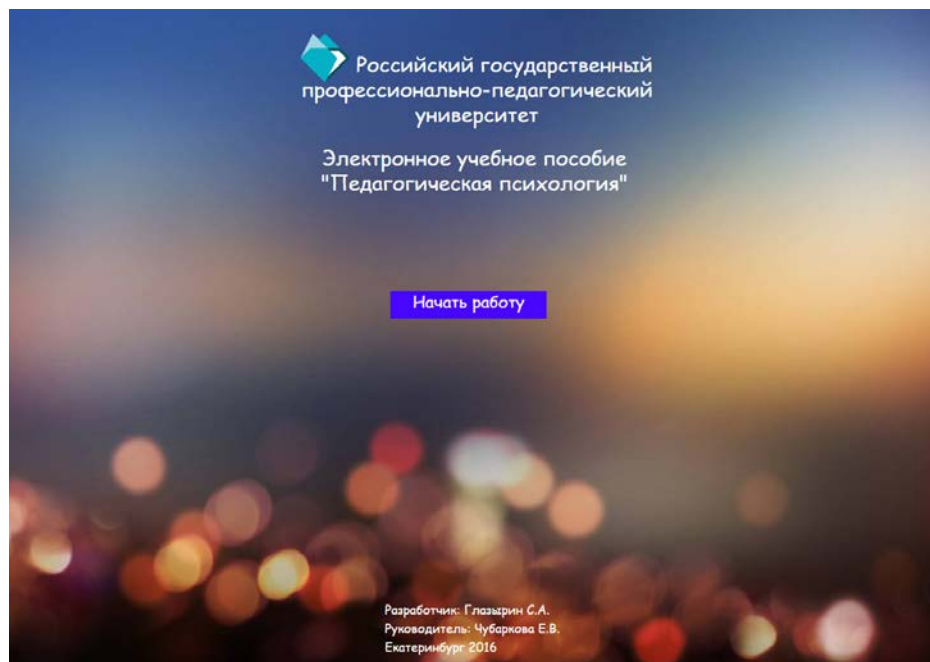 Российский государственный
профессионально-педагогический
университет
Электронное учебное пособие
"Педагогическая психология"
Начать работу
Разработчик: Глазырин С.А.
Руководитель: Чубаркова Е.В.
Екатеринбург 2016